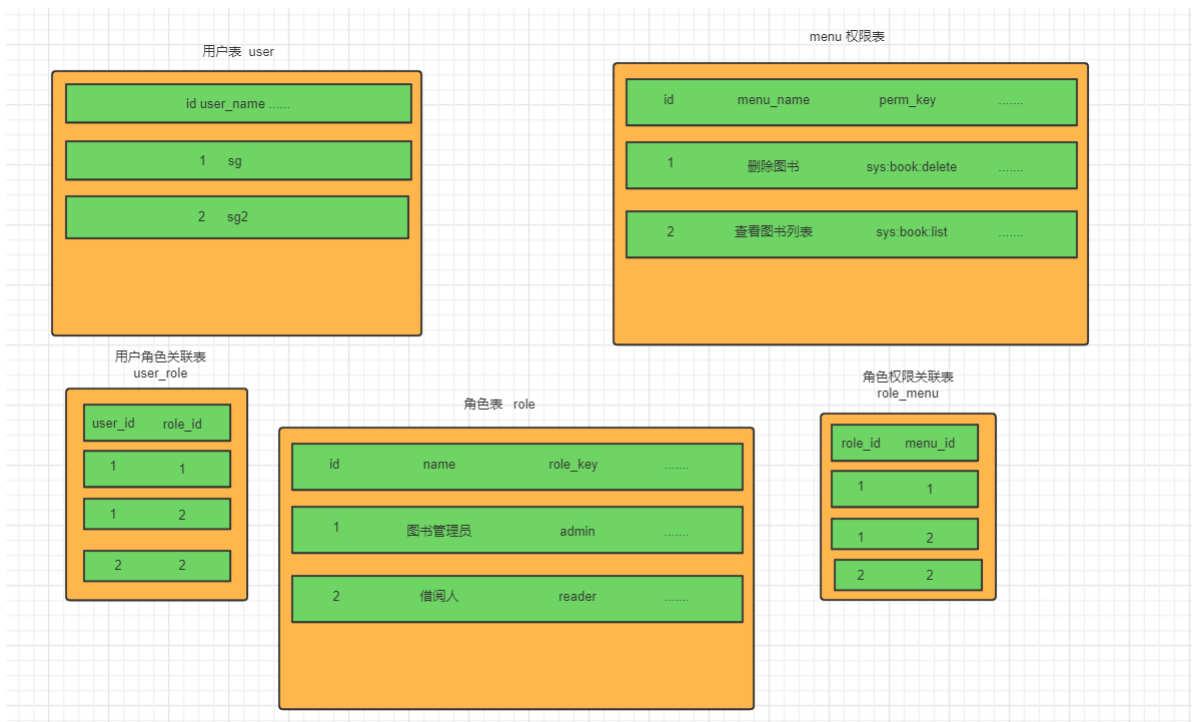 用户表 user
id user_name ......
1 sg
2 sg2
menu 权限表
id menu_name perm_key .......
1 删除图书 sys:book:delete .......
2 查看图书列表 sys:book:list .......
用户角色关联表
user_role
user_id role_id
1 1
1 2
2 2
角色表 role
id name role_key .......
1 图书管理员 admin .......
2 借阅人 reader .......
角色权限关联表
role_menu
role_id menu_id
1 1
1 2
2 2